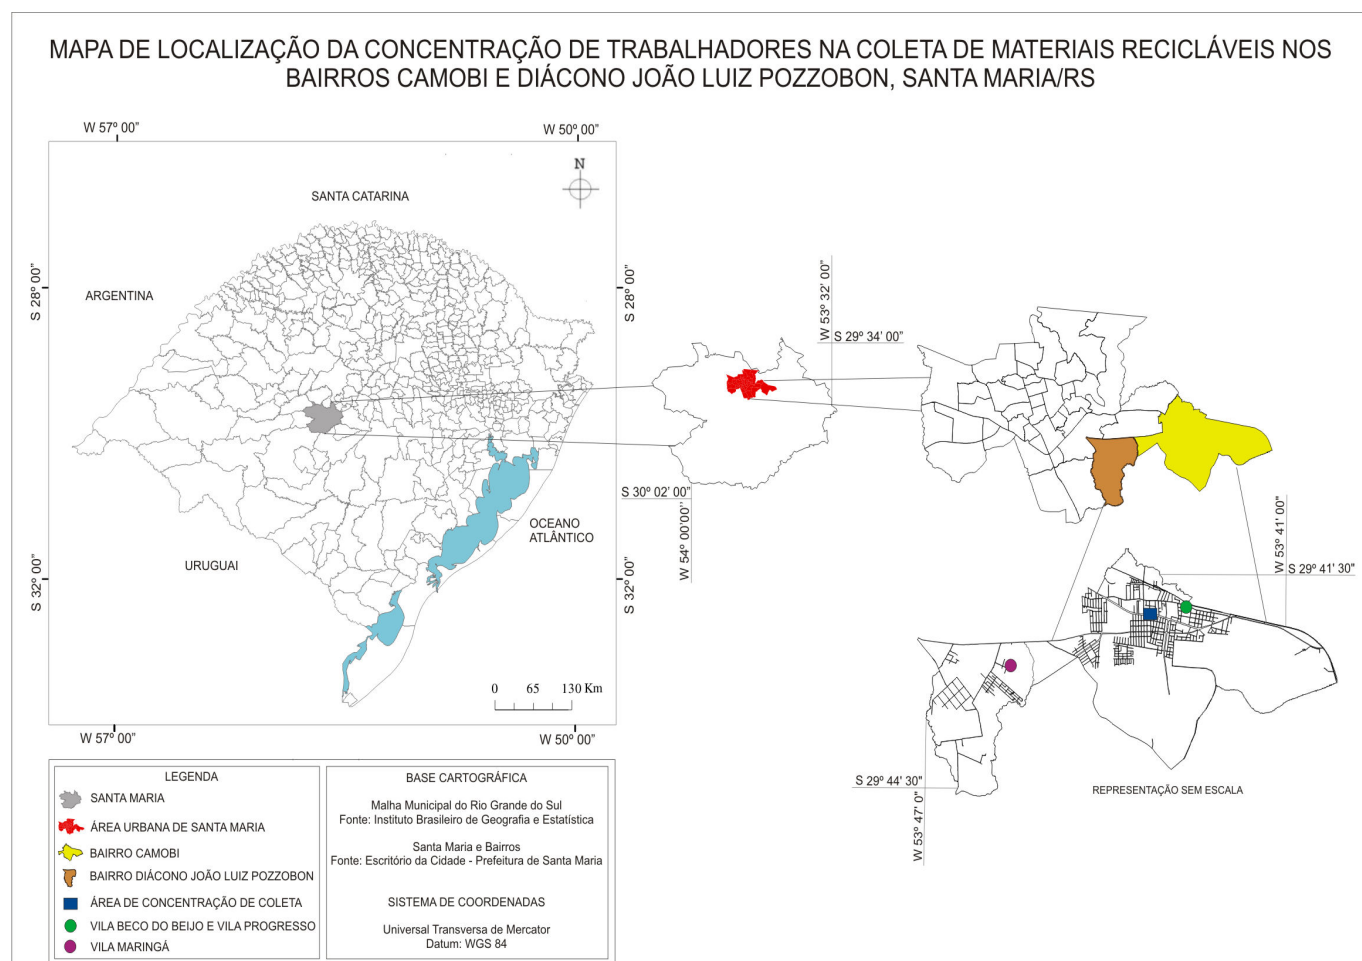 MAPA DE LOCALIZAÇÃO DA CONCENTRAÇÃO DE TRABALHADORES NA COLETA DE MATERIAIS RECICLÁVEIS NOS
BAIRROS CAMOBI E DIÁCONO JOÃO LUIZ POZZOBON, SANTA MARIA/RS
W 57º 00"
W 50º 00"
N
SANTA CATARINA
ARGENTINA
S 28º 00"
S 28º 00"
OCEANO
ATLÂNTICO
URUGUAI
S 32º 00"
S 32º 00"
0 65 130 Km
W 57º 00"
W 50º 00"
W 53º 32' 00"
S 29º 34' 00"
S 30º 02' 00"
W 54º 00'00"
W 53º 41' 00"
S 29º 41' 30"
S 29º 44' 30"
W 53º 47' 0"
REPRESENTAÇÃO SEM ESCALA
LEGENDA
SANTA MARIA
ÁREA URBANA DE SANTA MARIA
BAIRRO CAMOBI
BAIRRO DIÁCONO JOÃO LUIZ POZZOBON
ÁREA DE CONCENTRAÇÃO DE COLETA
VILA BECO DO BEIJO E VILA PROGRESSO
VILA MARINGÁ
BASE CARTOGRÁFICA
Malha Municipal do Rio Grande do Sul
Fonte: Instituto Brasileiro de Geografia e Estatística
Santa Maria e Bairros
Fonte: Escritório da Cidade - Prefeitura de Santa Maria
SISTEMA DE COORDENADAS
Universal Transversa de Mercator
Datum: WGS 84